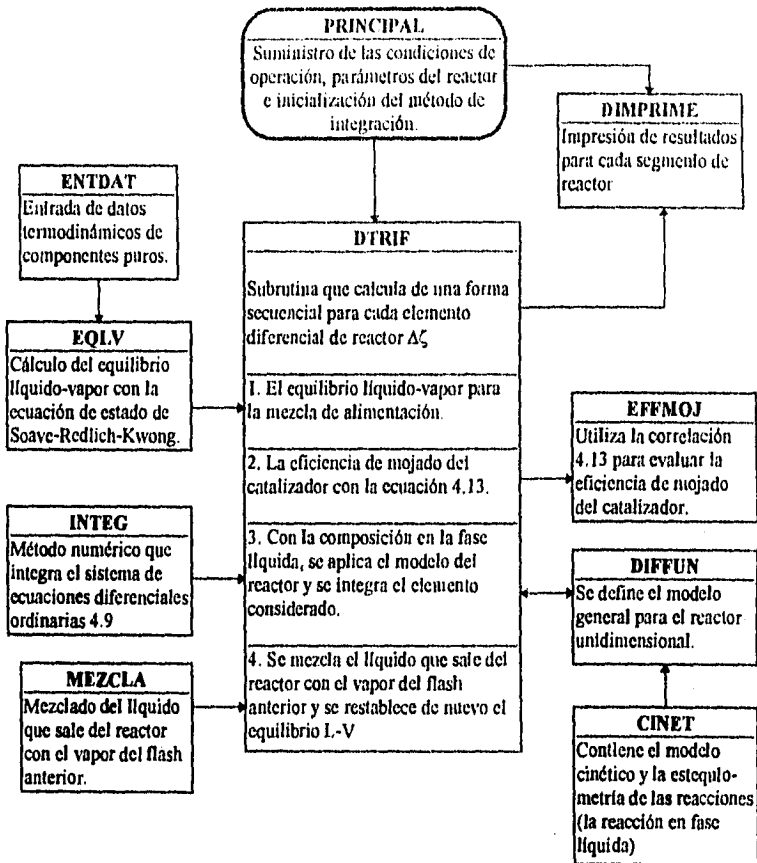 PRINCIPAL
Suministro de las condiciones de
operación, parámetros del reactor
e inicialización del método de
integración.
DIMPRIME
Impresión de resultados
para cada segmento de
reactor
ENTDAT
Entrada de datos
termodinámicos de
componentes puros.
DTRIF
Subrutina que calcula de una forma
secuencial para cada elemento
diferencial de reactor Δζ
1. El equilibrio líquido-vapor para
la mezcla de alimentación.
2. La eficiencia de mojado del
catalizador con la ecuación 4.13.
3. Con la composición en la fase
líquida, se aplica el modelo del
reactor y se integra el elemento
considerado.
4. Se mezcla el líquido que sale del
reactor con el vapor del flash
anterior y se restablece de nuevo el
equilibrio L-V
EQLV
Cálculo del equilibrio
líquido-vapor con la
ecuación de estado de
Soave-Redlich-Kwong.
INTEG
Método numérico que
integra el sistema de
ecuaciones diferenciales
ordinarias 4.9
MEZCLA
Mezclado del líquido
que sale del reactor
con el vapor del flash
anterior.
EFFMOJ
Utiliza la correlación
4.13 para evaluar la
eficiencia de mojado
del catalizador.
DIFFUN
Se define el modelo
general para el reactor
unidimensional.
CINET
Contiene el modelo
cinético y la estequio-
metría de las reacciones
(la reacción en fase
líquida)